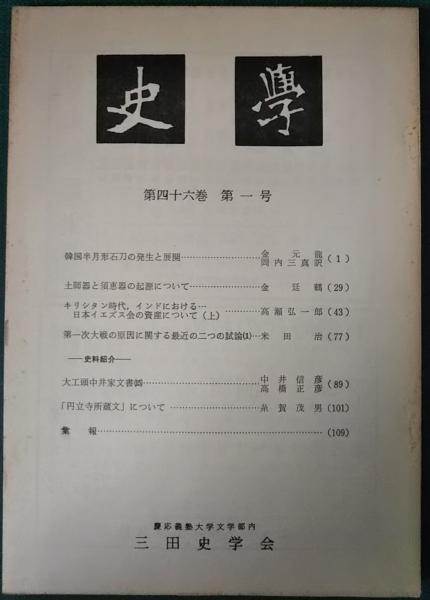 史學
第四十六巻 第一号
韓国半月形石刀の発生と展開……金元龍 岡内三真訳(1)
土師器と須恵器の起源について……金廷鶴(29)
キリシタン時代,インドにおける…
日本イエズス会の資産について(上)……高瀬弘一郎(43)
第一次大戦の原因に関する最近の二つの試論⑴…米田治(77)
――史料紹介――
大工頭中井家文書㈣……中井信彦 高橋正彦(89)
「円立寺所蔵文」について……糸賀茂男(101)
彙報……(109)
慶応義塾大学文学部内
三田史学会